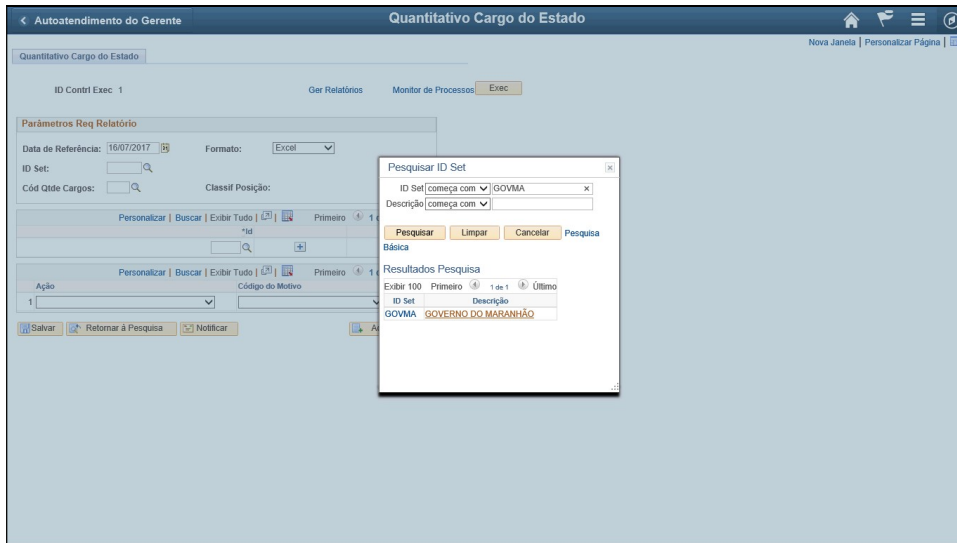 Autoatendimento do Gerente
Quantitativo Cargo do Estado
Nova Janela | Personalizar Página |
Quantitativo Cargo do Estado
ID Contrl Exec 1
Ger Relatórios
Monitor de Processos
Exec
Parâmetros Req Relatório
Data de Referência: 16/07/2017
Formato: Excel
ID Set:
Cód Qtde Cargos:
Classif Posição:
Personalizar | Buscar | Exibir Tudo |
Primeiro 1
*Id
Personalizar | Buscar | Exibir Tudo |
Primeiro 1
Ação
Código do Motivo
1
Salvar
Retornar à Pesquisa
Notificar
Pesquisar ID Set
ID Set começa com GOVMA
Descrição começa com
Pesquisar Limpar Cancelar Pesquisa
Básica
Resultados Pesquisa
Exibir 100 Primeiro 1 de 1 Último
ID Set Descrição
GOVMA GOVERNO DO MARANHÃO